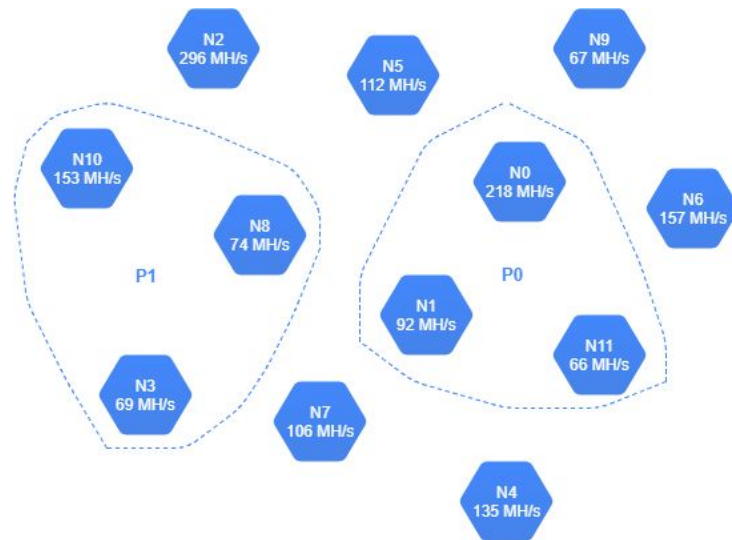 N2
296 MH/s
N5
112 MH/s
N9
67 MH/s
N10
153 MH/s
N0
218 MH/s
N6
157 MH/s
N8
74 MH/s
P1
P0
N1
92 MH/s
N11
66 MH/s
N3
69 MH/s
N7
106 MH/s
N4
135 MH/s